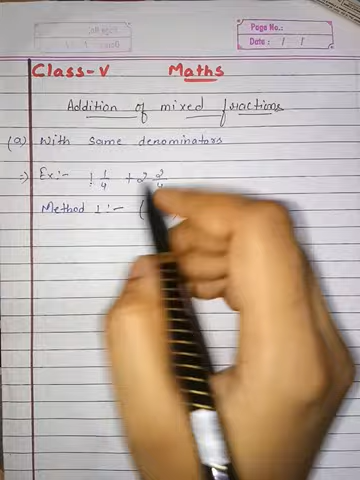 Page No.:
Date: / /
Class-V Maths
Addition of mixed fractions
(a) With same denominators
⇒ Ex:- 1 1/4 + 2 2/4
Method 1:- (